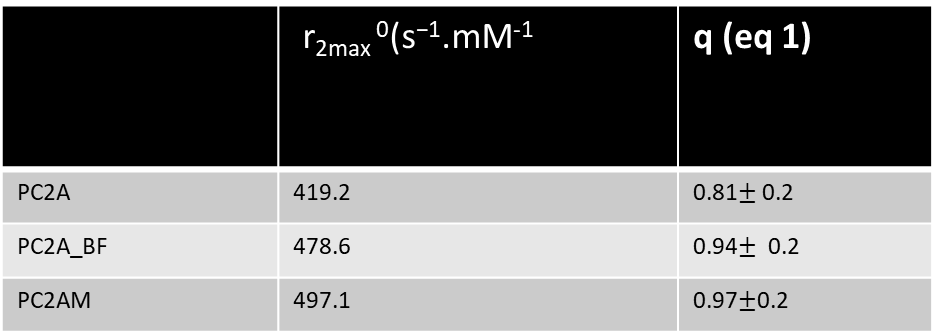 r₂ₘₐₓ⁰(s⁻¹.mM⁻¹ q (eq 1)
PC2A 419.2 0.81± 0.2
PC2A_BF 478.6 0.94± 0.2
PC2AM 497.1 0.97±0.2